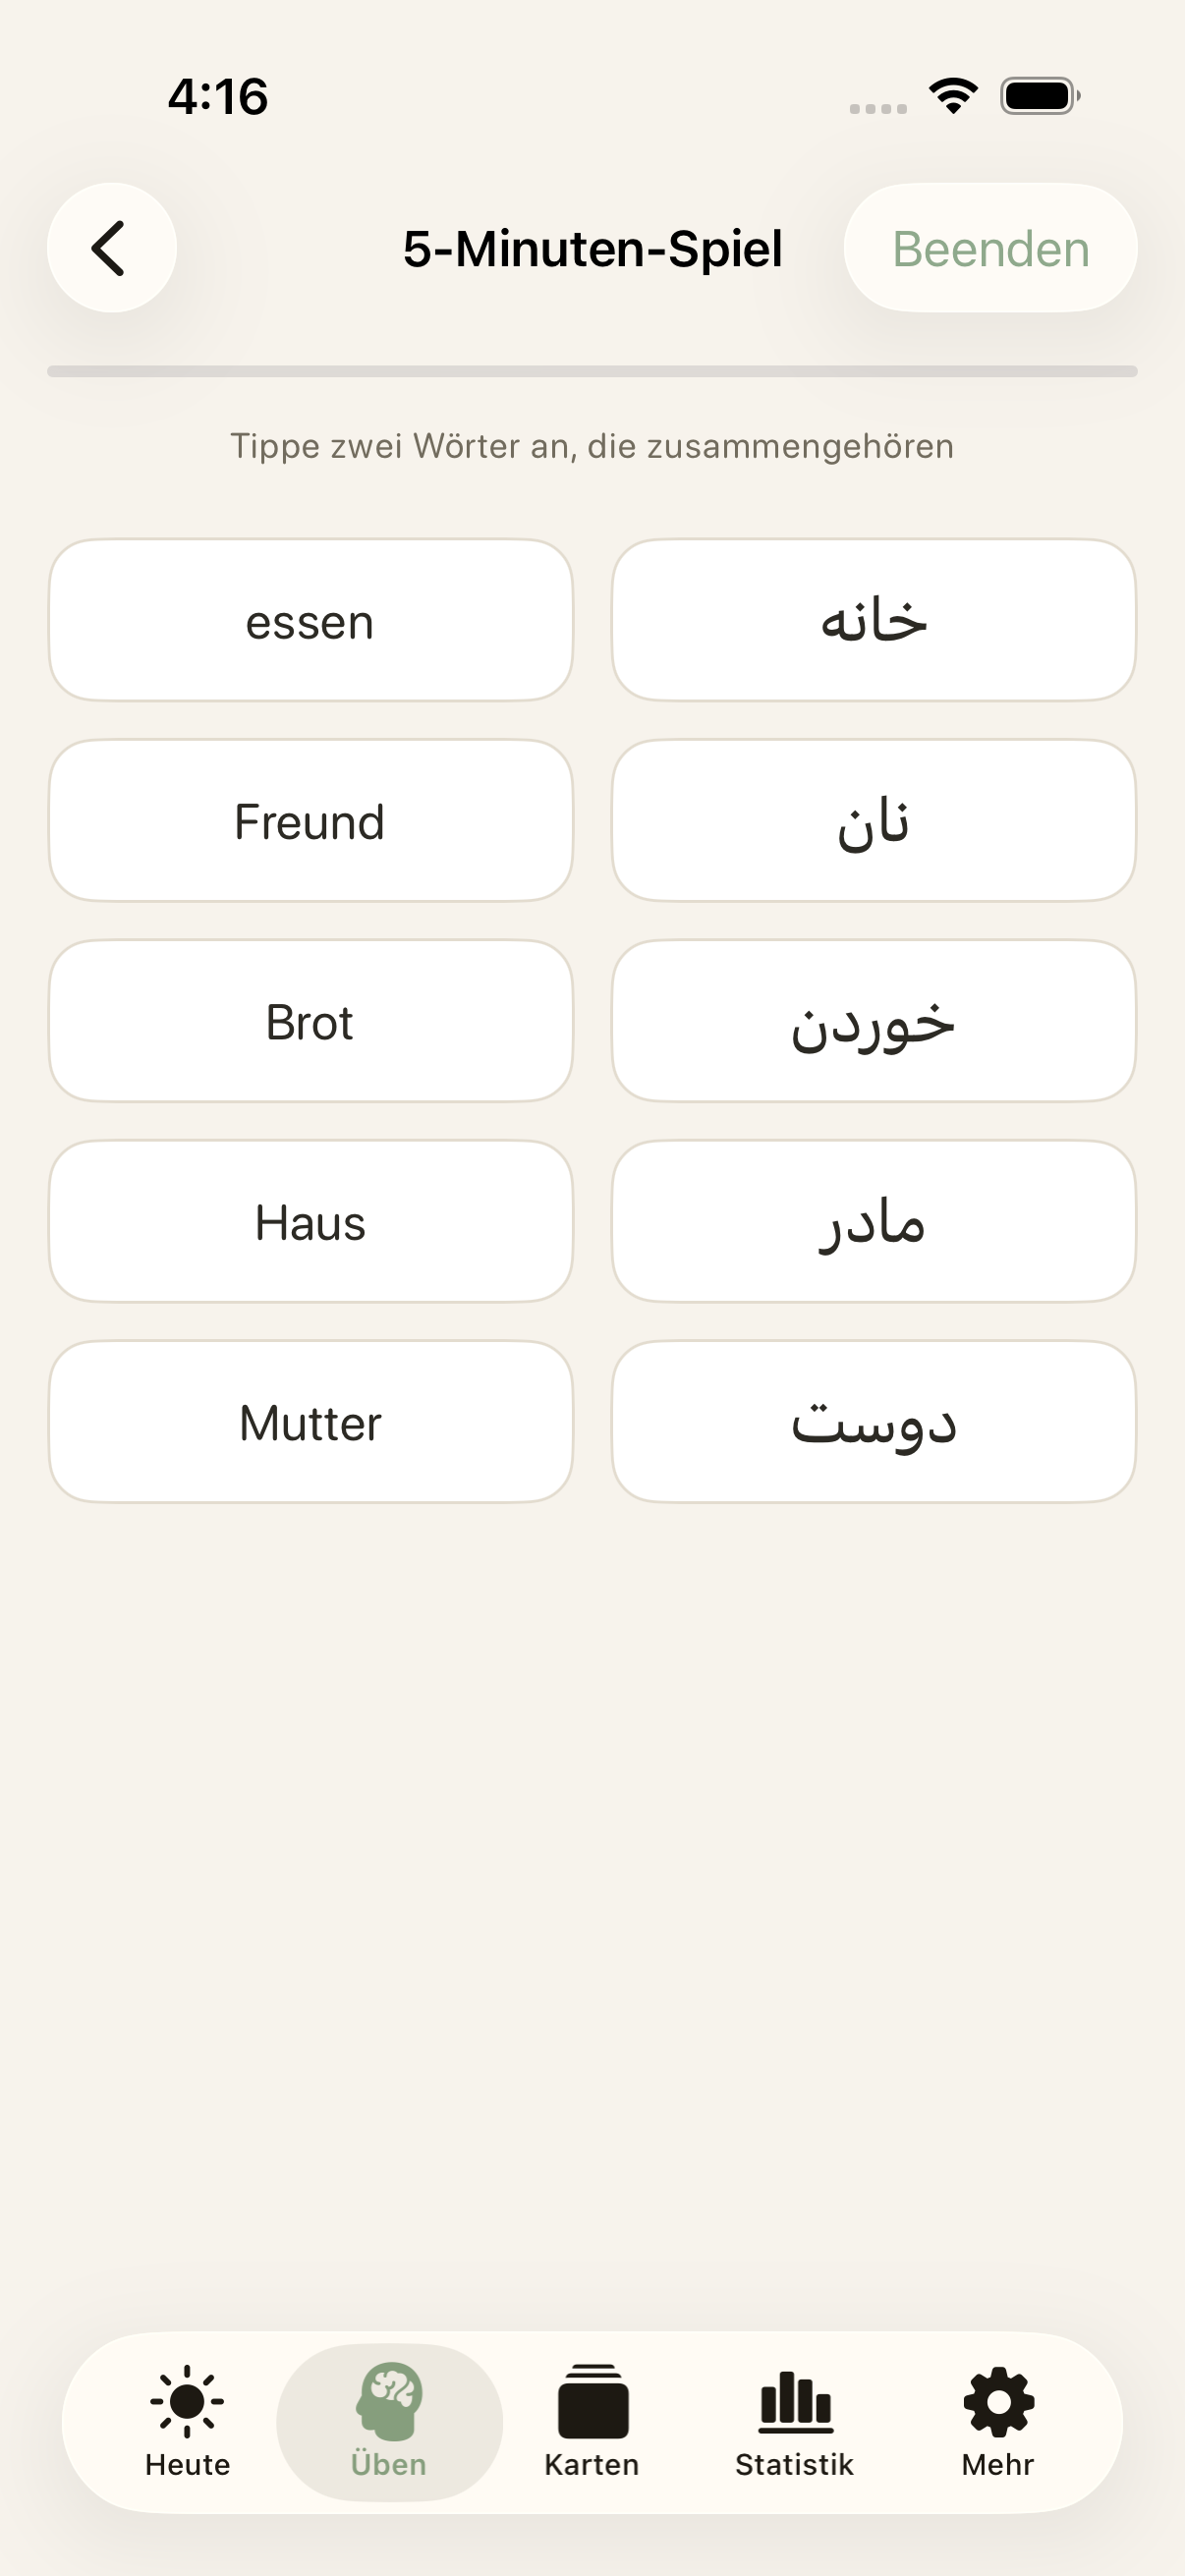 4:16
5-Minuten-Spiel
Beenden
Tippe zwei Wörter an, die zusammengehören
essen
خانه
Freund
نان
Brot
خوردن
Haus
مادر
Mutter
دوست
Heute
Üben
Karten
Statistik
Mehr